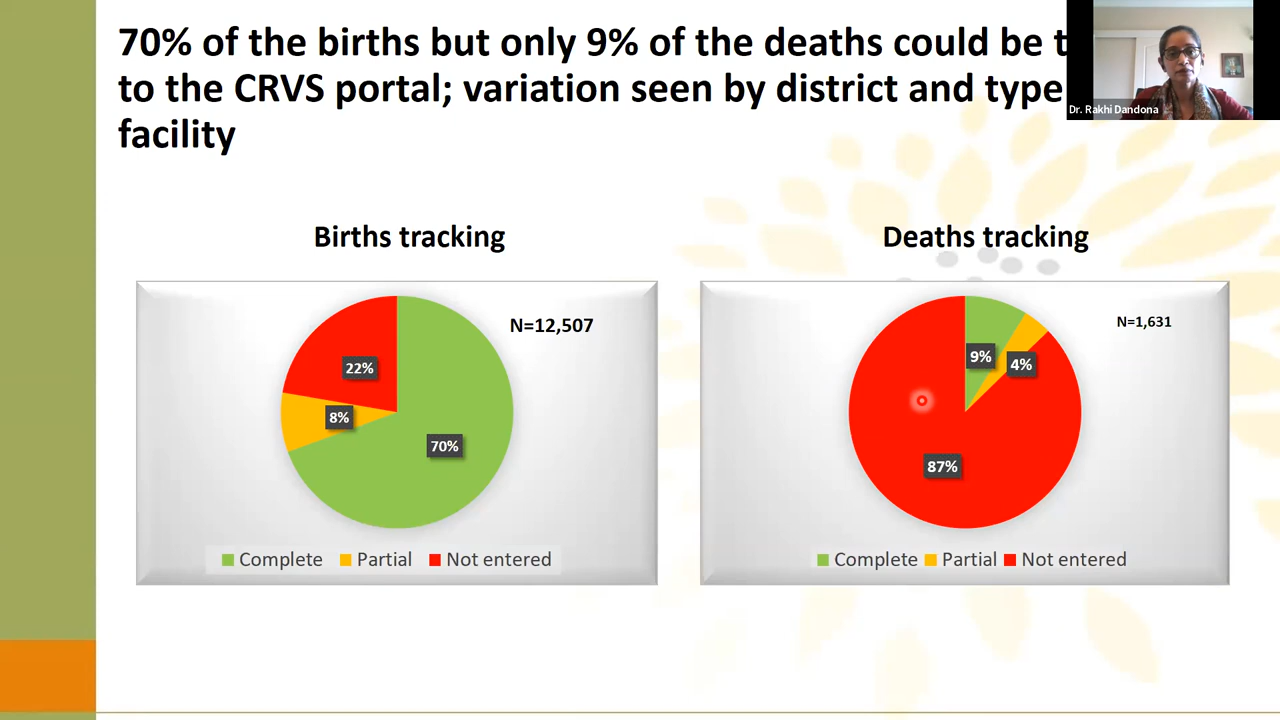 70% of the births but only 9% of the deaths could be
to the CRVS portal; variation seen by district and type
facility
Dr. Rakhi Dandona
Births tracking
Deaths tracking
N=12,507
22%
8%
70%
Complete Partial Not entered
N=1,631
9%
4%
87%
Complete Partial Not entered